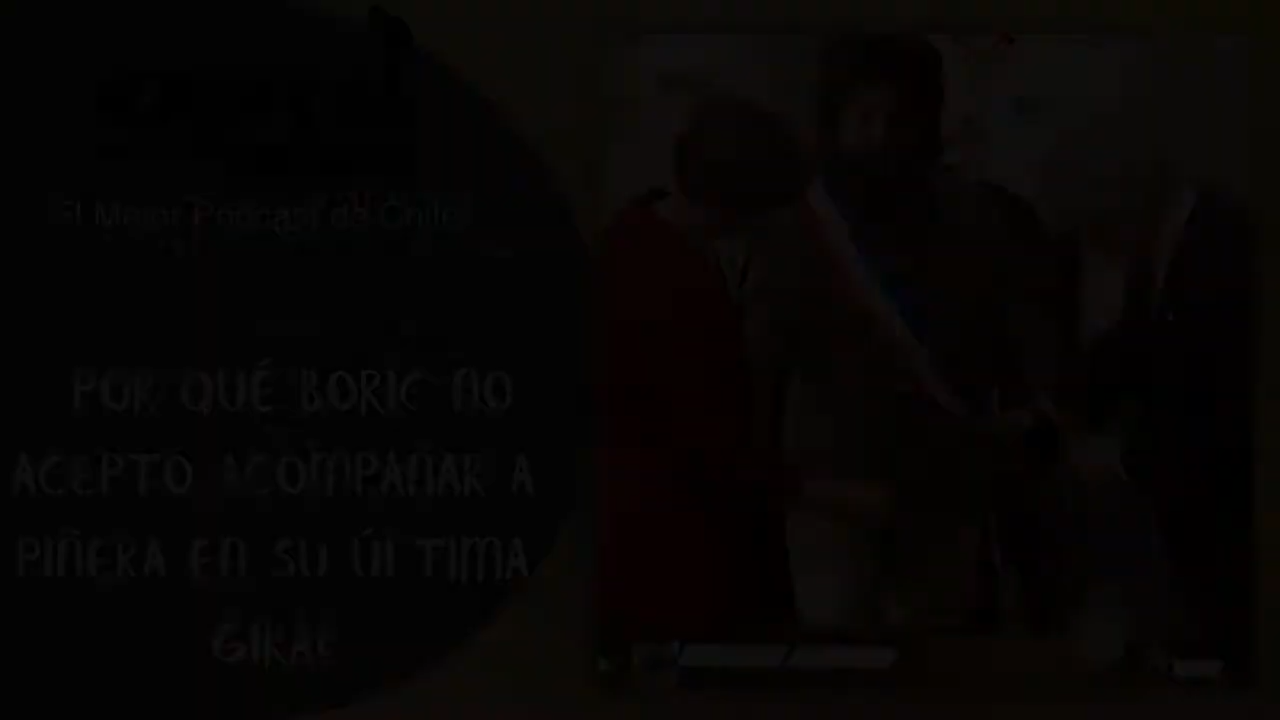 El Mejor Podcast de Chile!
POR QUÉ BORIC NO
ACEPTO ACOMPAÑAR A
PIÑERA EN SU ÚLTIMA
GIRA?